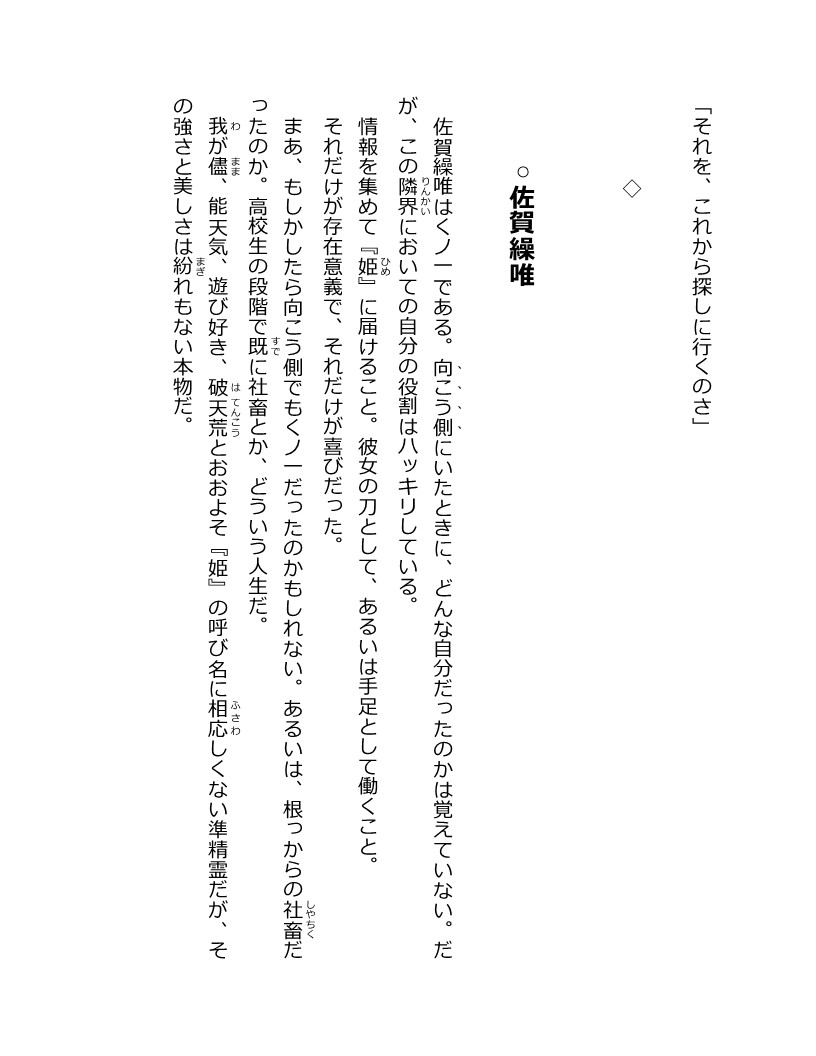 「それを、これから探しに行くのさ」
◇
○佐賀繰唯
佐賀繰唯はくノ一である。向こう側にいたときに、どんな自分だったのかは覚えていない。だ
が、この隣界においての自分の役割はハッキリしている。
情報を集めて『姫』に届けること。彼女の刀として、あるいは手足として働くこと。
それだけが存在意義で、それだけが喜びだった。
まあ、もしかしたら向こう側でもくノ一だったのかもしれない。あるいは、根っからの社畜だ
ったのか。高校生の段階で既に社畜とか、どういう人生だ。
我が儘、能天気、遊び好き、破天荒とおおよそ『姫』の呼び名に相応しくない準精霊だが、そ
の強さと美しさは紛れもない本物だ。